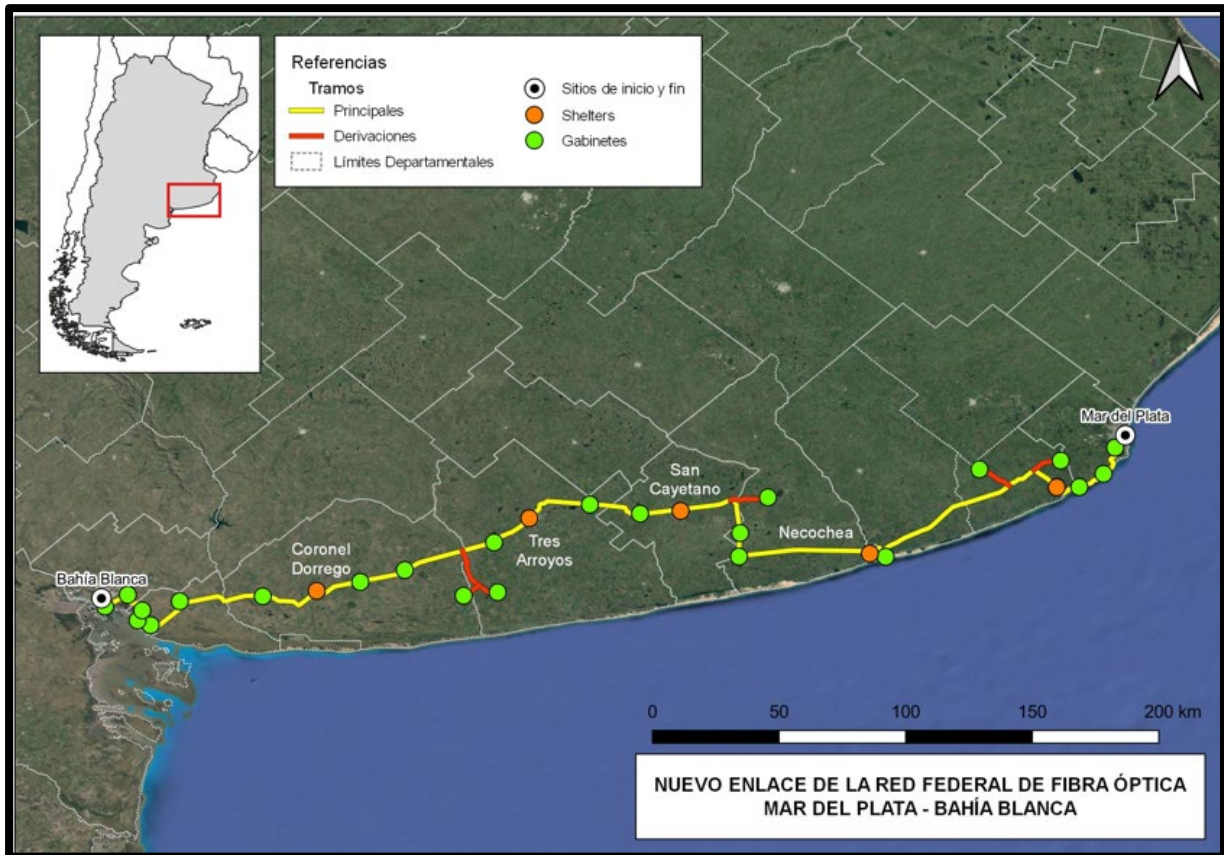 Referencias
Tramos
Principales
Derivaciones
Límites Departamentales
Sitios de inicio y fin
Shelters
Gabinetes
Mar del Plata
San
Cayetano
Necochea
Tres
Arroyos
Coronel
Dorrego
Bahía Blanca
0 50 100 150 200 km
NUEVO ENLACE DE LA RED FEDERAL DE FIBRA ÓPTICA
MAR DEL PLATA - BAHÍA BLANCA